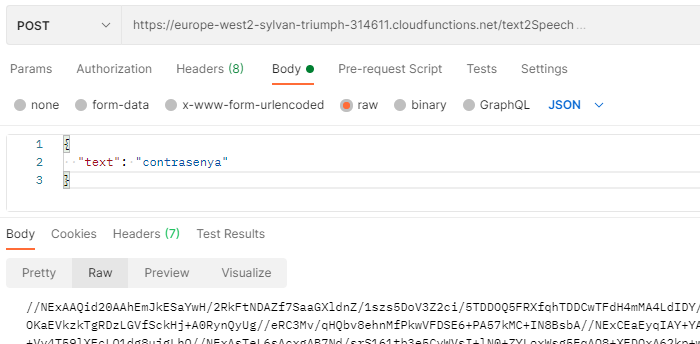 POST https://europe-west2-sylvan-triumph-314611.cloudfunctions.net/text2Speech ...
Params Authorization Headers (8) Body Pre-request Script Tests Settings
none form-data x-www-form-urlencoded raw binary GraphQL JSON
1 {
2 "text": "contrasenya"
3 }
Body Cookies Headers (7) Test Results
Pretty Raw Preview Visualize
//NExAAQid20AAhEmJkESaYwH/2RkFtNDAZf7SaaGXldnZ/1szs5DoV3Z2ci/5TDDOQ5FRXfqhTDDCwTFdH4mMA4LdIDY/
OKaEVkzkTgRDzLGVfSckHj+A0RynQyUg//eRC3Mv/qHQbv8ehnMfPkwVFDSE6+PA57kMC+IN8BsbA//NExCEaEyqIAY+YA